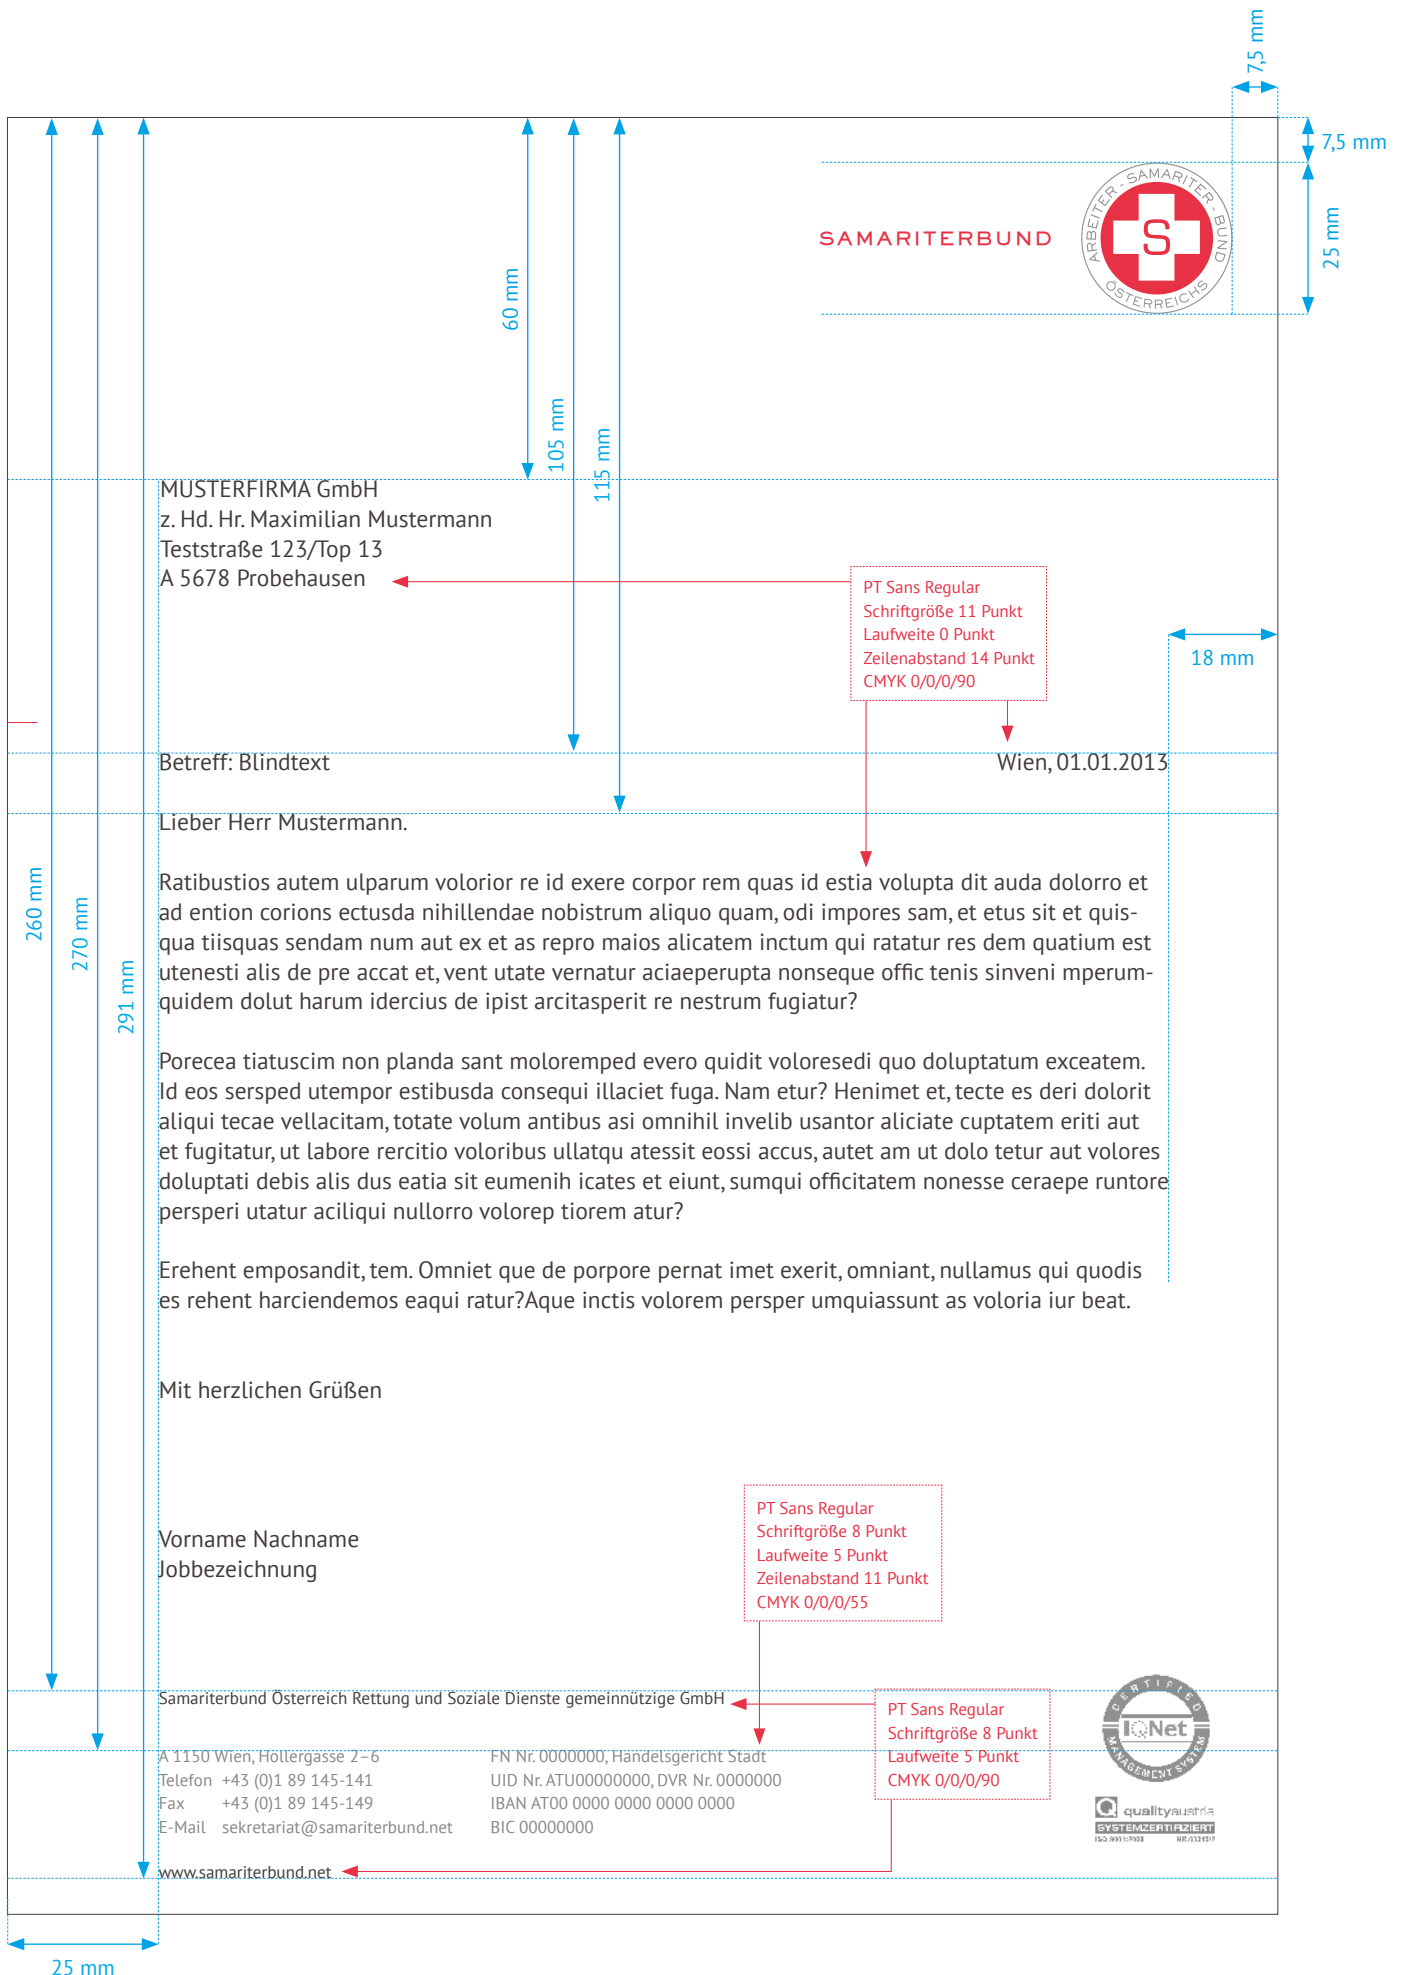 7,5 mm
7,5 mm
25 mm
SAMARITERBUND
ARBEITER - SAMARITER - BUND
ÖSTERREICHS
S
60 mm
105 mm
115 mm
MUSTERFIRMA GmbH
z. Hd. Hr. Maximilian Mustermann
Teststraße 123/Top 13
A 5678 Probehausen
PT Sans Regular
Schriftgröße 11 Punkt
Laufweite 0 Punkt
Zeilenabstand 14 Punkt
CMYK 0/0/0/90
18 mm
Betreff: Blindtext
Wien, 01.01.2013
Lieber Herr Mustermann.
260 mm
270 mm
291 mm
Ratibustios autem ulparum volorior re id exere corpor rem quas id estia volupta dit auda dolorro et
ad ention corions ectusda nihillendae nobistrum aliquo quam, odi impores sam, et etus sit et quis-
qua tiisquas sendam num aut ex et as repro maios alicatem inctum qui ratatur res dem quatium est
utenesti alis de pre accat et, vent utate vernatur aciaeperupta nonseque offic tenis sinveni mperum-
quidem dolut harum idercius de ipist arcitasperit re nestrum fugiatur?
Porecea tiatuscim non planda sant moloremped evero quidit voloresedi quo doluptatum exceatem.
Id eos sersped utempor estibusda consequi illaciet fuga. Nam etur? Henimet et, tecte es deri dolorit
aliqui tecae vellacitam, totate volum antibus asi omnihil invelib usantor aliciate cuptatem eriti aut
et fugitatur, ut labore rercitio voloribus ullatqu atessit eossi accus, autet am ut dolo tetur aut volores
doluptati debis alis dus eatia sit eumenih icates et eiunt, sumqui officitatem nonesse ceraepe runtore
persperi utatur aciliqui nullorro volorep tiorem atur?
Erehent emposandit, tem. Omniet que de porpore pernat imet exerit, omniant, nullamus qui quodis
es rehent harciendemos eaqui ratur?Aque inctis volorem persper umquiassunt as voloria iur beat.
Mit herzlichen Grüßen
Vorname Nachname
Jobbezeichnung
PT Sans Regular
Schriftgröße 8 Punkt
Laufweite 5 Punkt
Zeilenabstand 11 Punkt
CMYK 0/0/0/55
Samariterbund Österreich Rettung und Soziale Dienste gemeinnützige GmbH
PT Sans Regular
Schriftgröße 8 Punkt
Laufweite 5 Punkt
CMYK 0/0/0/90
CERTIFIED
IQNet
MANAGEMENT SYSTEM
A 1150 Wien, Hollergasse 2–6
Telefon +43 (0)1 89 145-141
Fax +43 (0)1 89 145-149
E-Mail sekretariat@samariterbund.net
FN Nr. 0000000, Handelsgericht Stadt
UID Nr. ATU00000000, DVR Nr. 0000000
IBAN AT00 0000 0000 0000 0000
BIC 00000000
Q qualityaustria
SYSTEMZERTIFIZIERT
www.samariterbund.net
25 mm